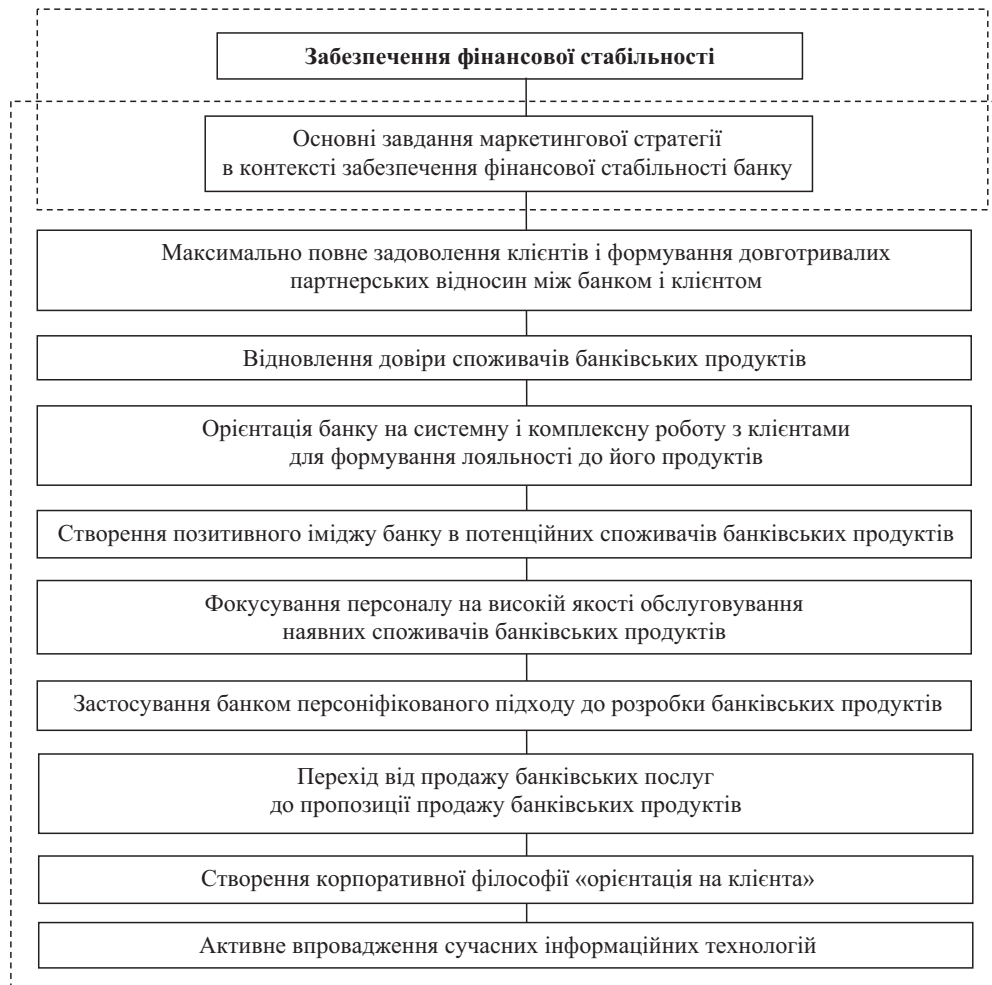 Забезпечення фінансової стабільності
Основні завдання маркетингової стратегії
в контексті забезпечення фінансової стабільності банку
Максимально повне задоволення клієнтів і формування довготривалих
партнерських відносин між банком і клієнтом
Відновлення довіри споживачів банківських продуктів
Орієнтація банку на системну і комплексну роботу з клієнтами
для формування лояльності до його продуктів
Створення позитивного іміджу банку в потенційних споживачів банківських продуктів
Фокусування персоналу на високій якості обслуговування
наявних споживачів банківських продуктів
Застосування банком персоніфікованого підходу до розробки банківських продуктів
Перехід від продажу банківських послуг
до пропозиції продажу банківських продуктів
Створення корпоративної філософії «орієнтація на клієнта»
Активне впровадження сучасних інформаційних технологій